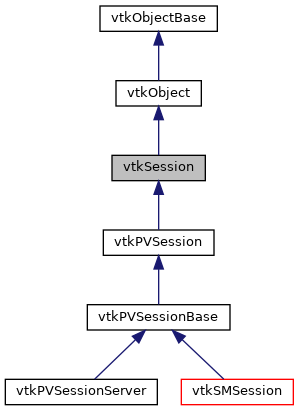 vtkObjectBase
vtkObject
vtkSession
vtkPVSession
vtkPVSessionBase
vtkPVSessionServer
vtkSMSession